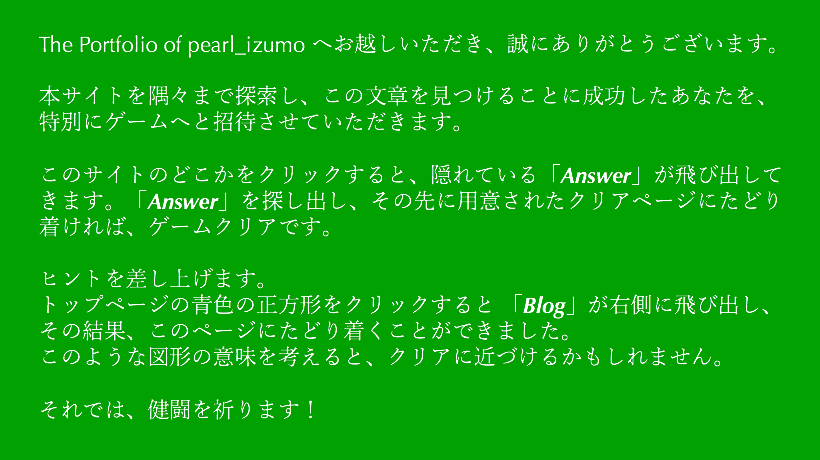 The Portfolio of pearl_izumo へお越しいただき、誠にありがとうございます。
本サイトを隅々まで探索し、この文章を見つけることに成功したあなたを、
特別にゲームへと招待させていただきます。
このサイトのどこかをクリックすると、隠れている「Answer」が飛び出して
きます。「Answer」を探し出し、その先に用意されたクリアページにたどり
着ければ、ゲームクリアです。
ヒントを差し上げます。
トップページの青色の正方形をクリックすると 「Blog」が右側に飛び出し、
その結果、このページにたどり着くことができました。
このような図形の意味を考えると、クリアに近づけるかもしれません。
それでは、健闘を祈ります！